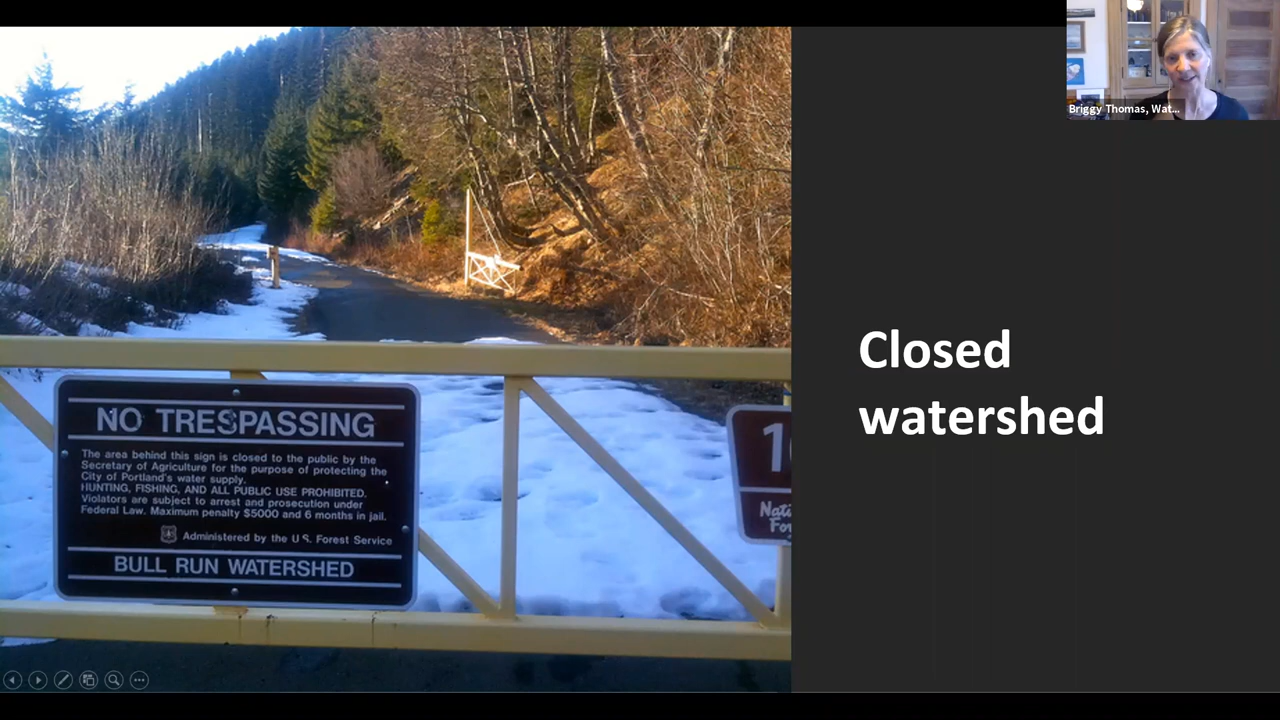 Briggy Thomas, Wat...
Closed
watershed
NO TRESPASSING
The area behind this sign is closed to the public by the
Secretary of Agriculture for the purpose of protecting the
City of Portland's water supply.
HUNTING, FISHING, AND ALL PUBLIC USE PROHIBITED.
Violators are subject to arrest and prosecution under
Federal Law. Maximum penalty $5000 and 6 months in jail.
Administered by the U.S. Forest Service
BULL RUN WATERSHED